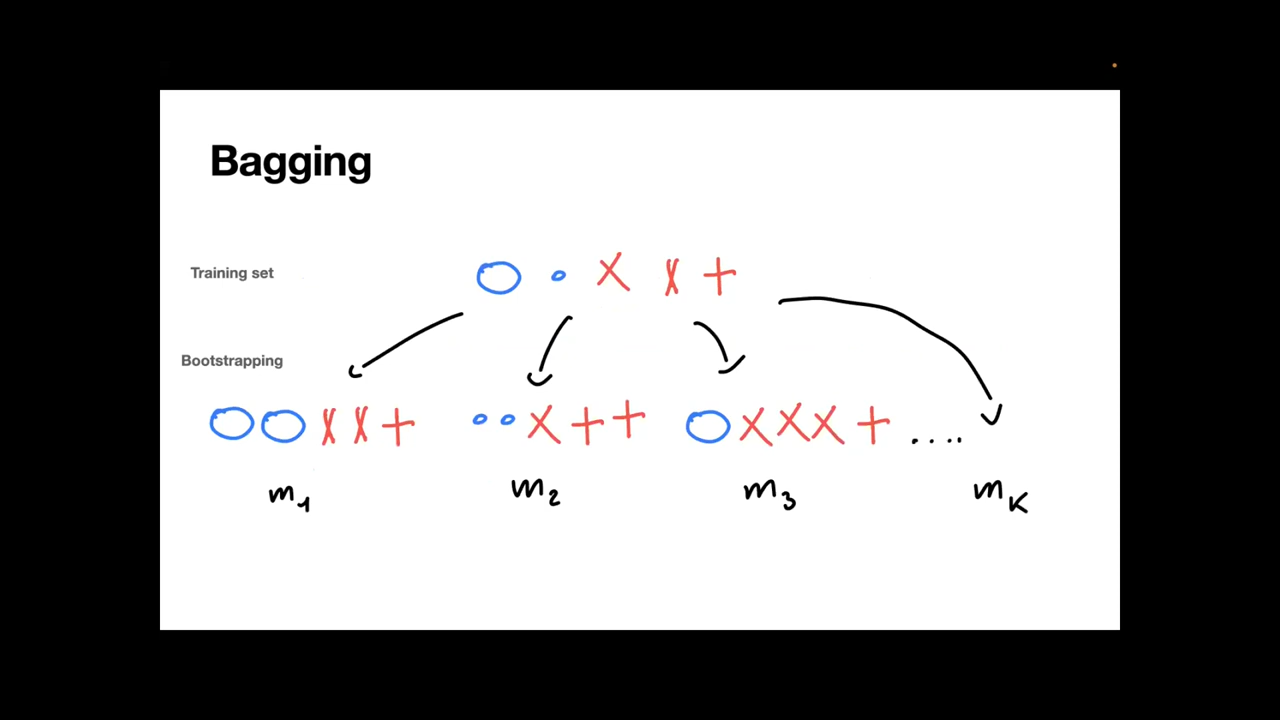 Bagging
Training set
O o X X +
Bootstrapping
O O X X + o o X + + O X X X + ....
m1 m2 m3 mK